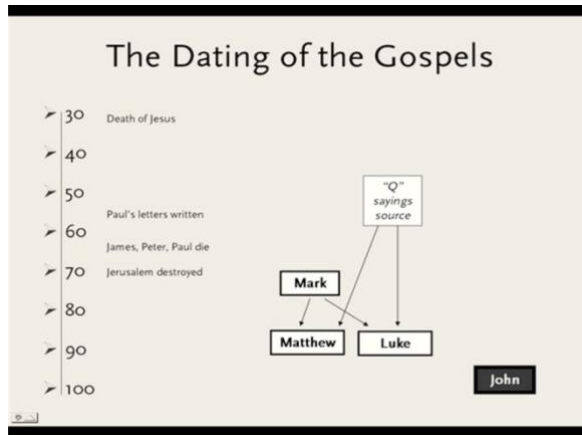 The Dating of the Gospels
30
Death of Jesus
40
50
Paul's letters written
60
James, Peter, Paul die
70
Jerusalem destroyed
80
90
100
"Q"
sayings
source
Mark
Matthew
Luke
John